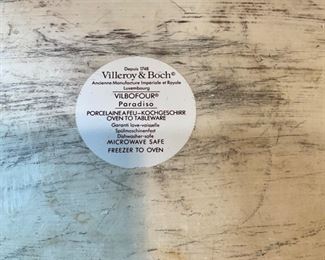 Depuis 1748
Villeroy & Boch©
Ancienne Manufacture Impériale et Royale
Luxembourg
VILBOFOUR®
Paradiso
PORCELAINE A FEU-KOCHGESCHIRR
OVEN TO TABLEWARE
Garanti lave-vaisselle
Spülmaschinenfest
Dishwasher-safe
MICROWAVE SAFE
FREEZER TO OVEN